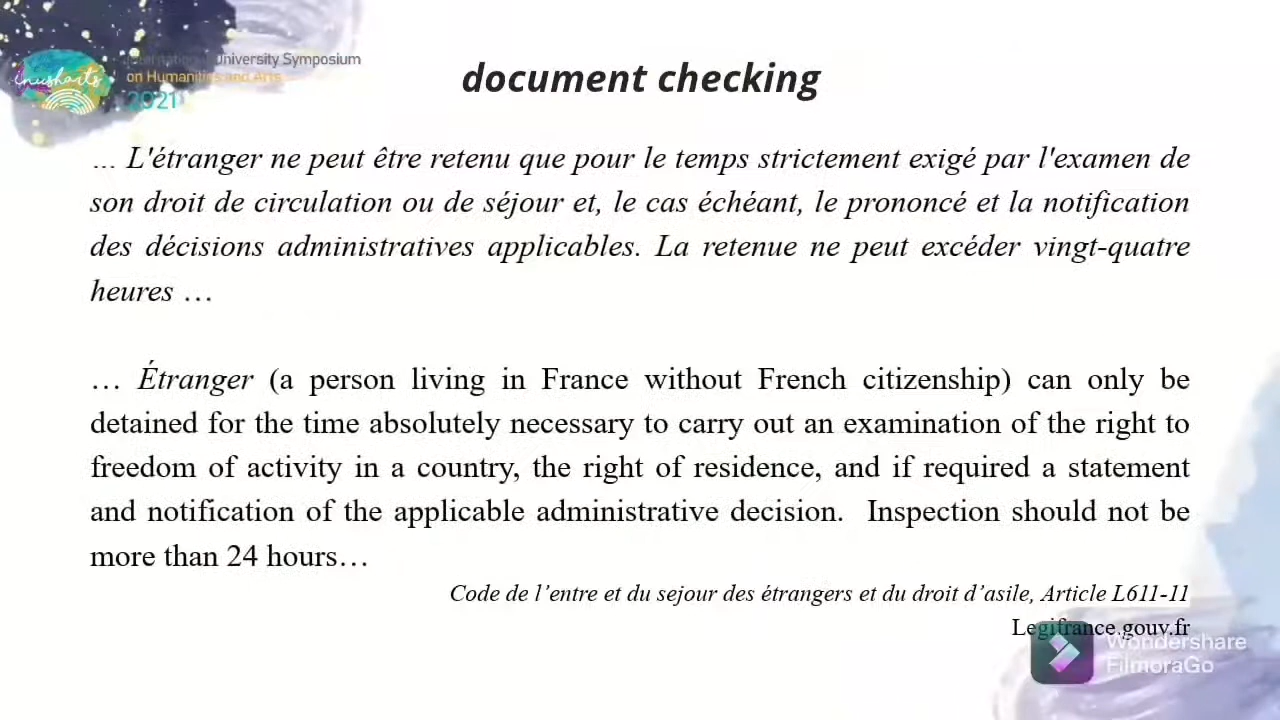 inusharts
International University Symposium
on Humanities and Arts
2021
document checking
... L'étranger ne peut être retenu que pour le temps strictement exigé par l'examen de
son droit de circulation ou de séjour et, le cas échéant, le prononcé et la notification
des décisions administratives applicables. La retenue ne peut excéder vingt-quatre
heures …
… Étranger (a person living in France without French citizenship) can only be
detained for the time absolutely necessary to carry out an examination of the right to
freedom of activity in a country, the right of residence, and if required a statement
and notification of the applicable administrative decision.  Inspection should not be
more than 24 hours…
Code de l’entre et du sejour des étrangers et du droit d’asile, Article L611-11
Legifrance.gouv.fr
Wondershare
FilmoraGo